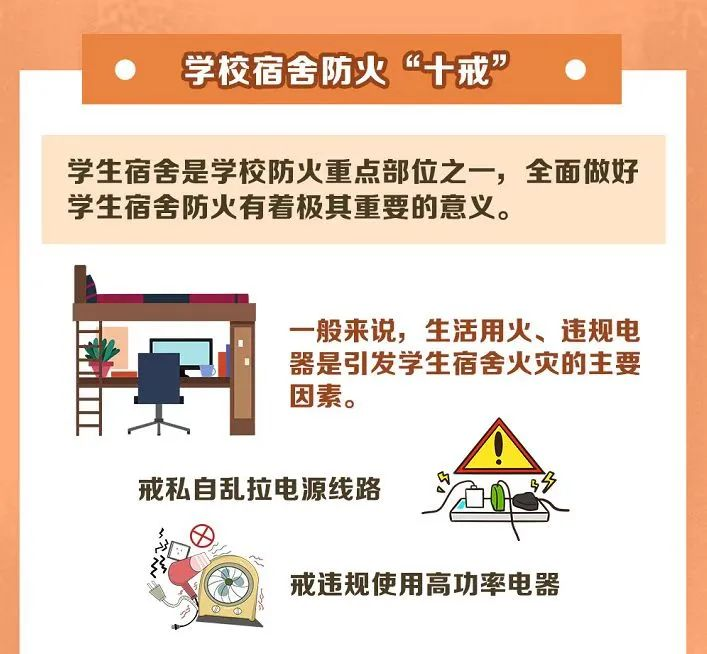 学校宿舍防火“十戒”
学生宿舍是学校防火重点部位之一，全面做好
学生宿舍防火有着极其重要的意义。
一般来说，生活用火、违规电
器是引发学生宿舍火灾的主要
因素。
戒私自乱拉电源线路
戒违规使用高功率电器